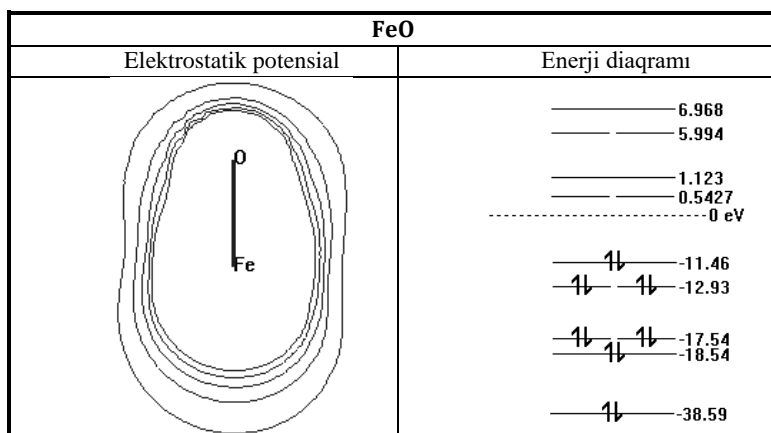 FeO
Elektrostatik potensial
Enerji diaqramı
O
Fe
6.968
5.994
1.123
0.5427
0 eV
-11.46
-12.93
-17.54
-18.54
-38.59